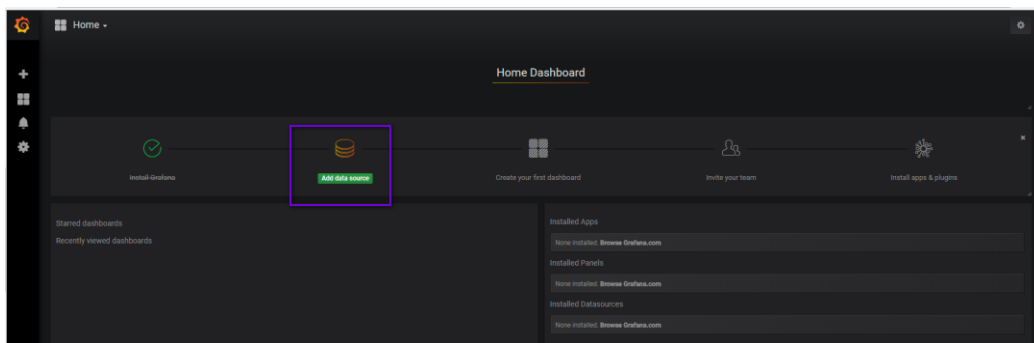 Home
Home Dashboard
Install Grafana
Add data source
Create your first dashboard
Invite your team
Install apps & plugins
Starred dashboards
Recently viewed dashboards
Installed Apps
None installed. Browse Grafana.com
Installed Panels
None installed. Browse Grafana.com
Installed Datasources
None installed. Browse Grafana.com